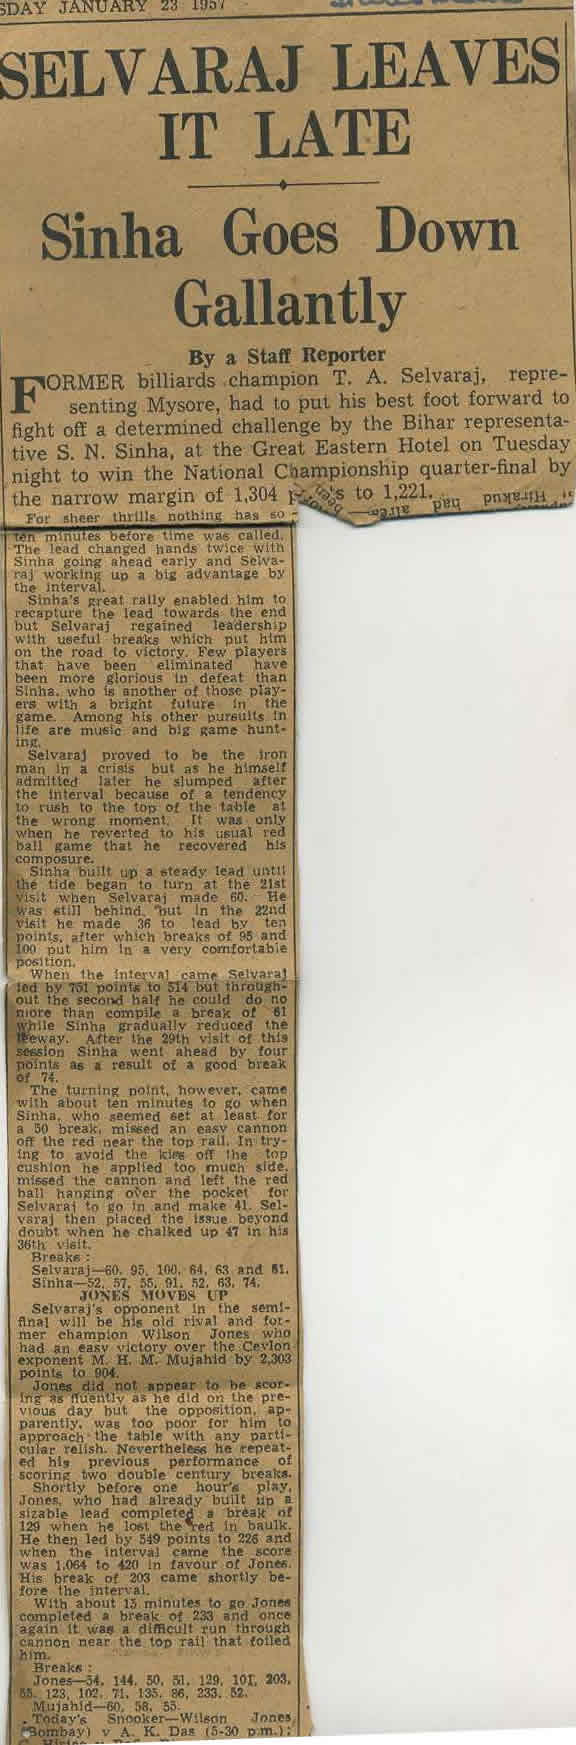 SDAY JANUARY 23 1957
SELVARAJ LEAVES
IT LATE
Sinha Goes Down
Gallantly
By a Staff Reporter
FORMER billiards champion T. A. Selvaraj, repre-
senting Mysore, had to put his best foot forward to
fight off a determined challenge by the Bihar representa-
tive S. N. Sinha, at the Great Eastern Hotel on Tuesday
night to win the National Championship quarter-final by
the narrow margin of 1,304 to 1,221.
Hirakud had
been
For sheer thrills nothing has so
ten minutes before time was called.
The lead changed hands twice with
Sinha going ahead early and Selva-
raj working up a big advantage by
the interval.
Sinha's great rally enabled him to
recapture the lead towards the end
but Selvaraj regained leadership
with useful breaks which put him
on the road to victory. Few players
that have been eliminated have
been more glorious in defeat than
Sinha, who is another of those play-
ers with a bright future in the
game. Among his other pursuits in
life are music and big game hunt-
ing.
Selvaraj proved to be the iron
man in a crisis but as he himself
admitted later he slumped after
the interval because of a tendency
to rush to the top of the table at
the wrong moment. It was only
when he reverted to his usual red
ball game that he recovered his
composure.
Sinha built up a steady lead until
the tide began to turn at the 21st
visit when Selvaraj made 60. He
was still behind, but in the 22nd
visit he made 36 to lead by ten
points, after which breaks of 95 and
100 put him in a very comfortable
position.
When the interval came Selvaraj
led by 751 points to 514 but through-
out the second half he could do no
more than compile a break of 61
while Sinha gradually reduced the
leeway. After the 29th visit of this
session Sinha went ahead by four
points as a result of a good break
of 74.
The turning point, however, came
with about ten minutes to go when
Sinha, who seemed set at least for
a 50 break, missed an easy cannon
off the red near the top rail. In try-
ing to avoid the kiss off the top
cushion he applied too much side,
missed the cannon and left the red
ball hanging over the pocket for
Selvaraj to go in and make 41. Sel-
varaj then placed the issue beyond
doubt when he chalked up 47 in his
36th visit.
Breaks :
Selvaraj—60, 95, 100, 64, 63 and 61.
Sinha—52, 57, 55, 91, 52, 63, 74.
JONES MOVES UP
Selvaraj's opponent in the semi-
final will be his old rival and for-
mer champion Wilson Jones who
had an easy victory over the Ceylon
exponent M. H. M. Mujahid by 2,303
points to 904.
Jones did not appear to be scor-
ing as fluently as he did on the pre-
vious day but the opposition, ap-
parently, was too poor for him to
approach the table with any parti-
cular relish. Nevertheless he repeat-
ed his previous performance of
scoring two double century breaks.
Shortly before one hour's play,
Jones, who had already built up a
sizable lead completed a break of
129 when he lost the red in baulk.
He then led by 549 points to 226 and
when the interval came the score
was 1,064 to 420 in favour of Jones.
His break of 203 came shortly be-
fore the interval.
With about 15 minutes to go Jones
completed a break of 233 and once
again it was a difficult run through
cannon near the top rail that foiled
him.
Breaks :
Jones—54, 144, 50, 51, 129, 101, 203,
55, 123, 102, 71, 135, 86, 233, 52.
Mujahid—60, 58, 55.
Today's Snooker—Wilson Jones
(Bombay) v A. K. Das (5-30 p.m.);